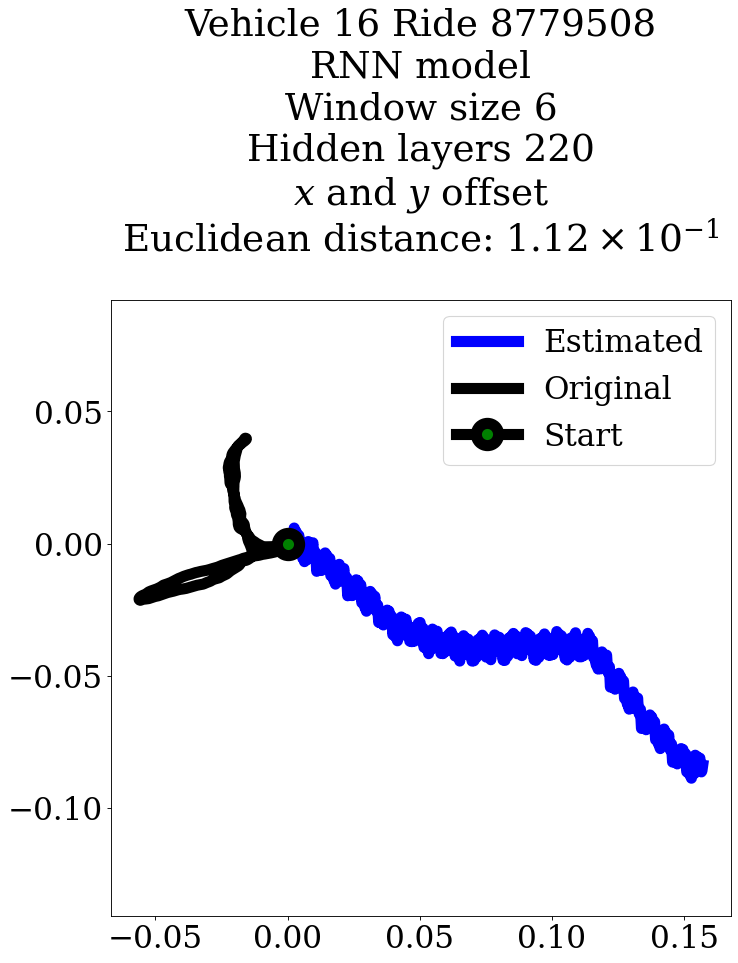 Vehicle 16 Ride 8779508
RNN model
Window size 6
Hidden layers 220
x and y offset
Euclidean distance: 1.12 × 10⁻¹
Estimated
Original
Start
0.05
0.00
−0.05
−0.10
−0.05 0.00 0.05 0.10 0.15